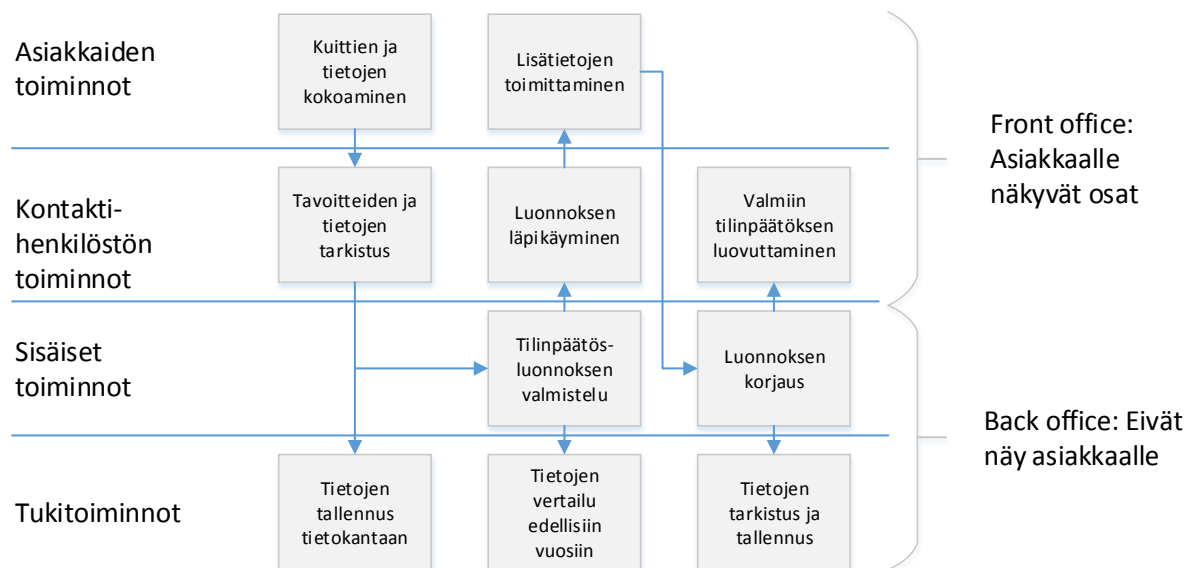 Asiakkaiden
toiminnot
Kuittien ja
tietojen
kokoaminen
Lisätietojen
toimittaminen
Front office:
Asiakkaalle
näkyvät osat
Kontakti-
henkilöstön
toiminnot
Tavoitteiden ja
tietojen
tarkistus
Luonnoksen
läpikäyminen
Valmiin
tilinpäätöksen
luovuttaminen
Sisäiset
toiminnot
Tilinpäätös-
luonnoksen
valmistelu
Luonnoksen
korjaus
Back office: Eivät
näy asiakkaalle
Tukitoiminnot
Tietojen
tallennus
tietokantaan
Tietojen
vertailu
edellisiin
vuosiin
Tietojen
tarkistus ja
tallennus